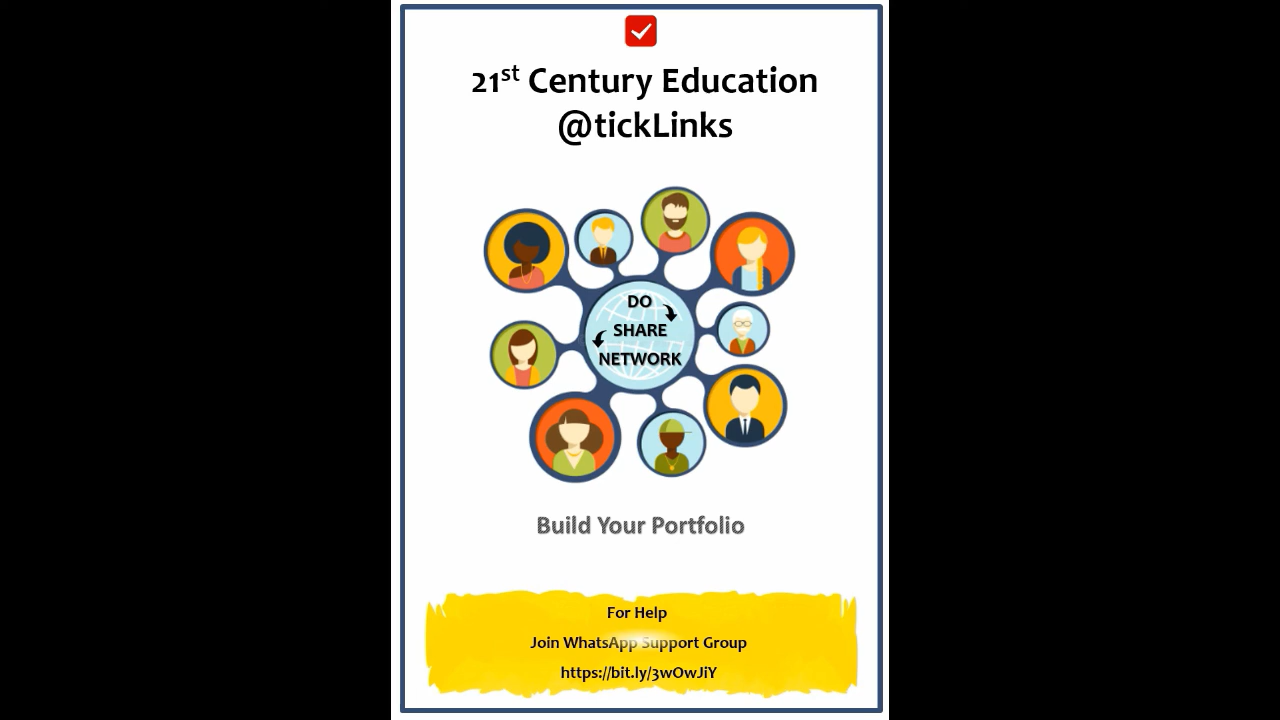 21st Century Education
@tickLinks
DO
SHARE
NETWORK
Build Your Portfolio
For Help
Join WhatsApp Support Group
https://bit.ly/3wOwJiY